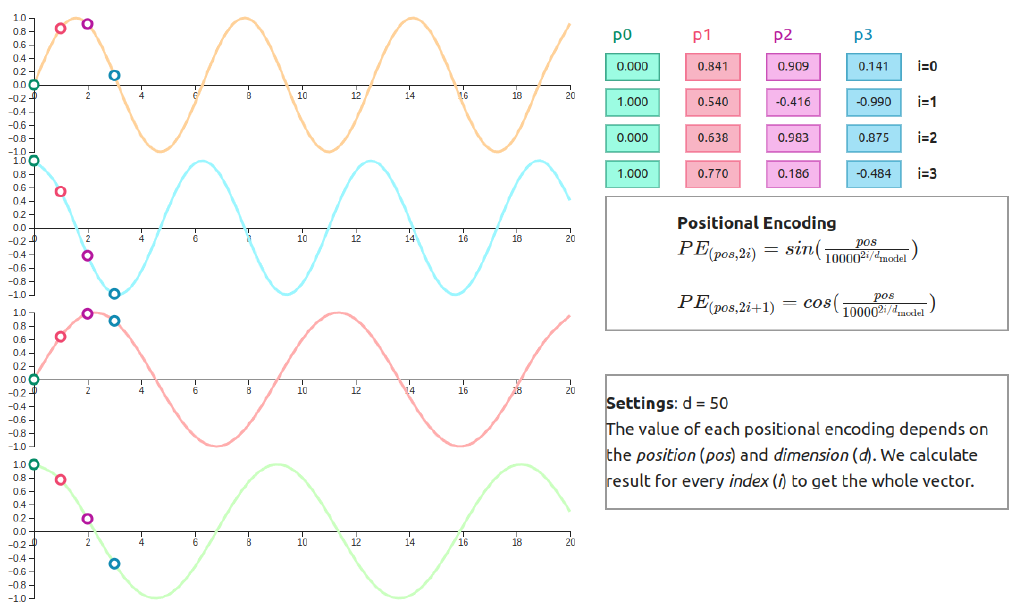 1.0
0.8
0.6
0.4
0.2
0.0
−0.2
−0.4
−0.6
−0.8
−1.0
0 2 4 6 8 10 12 14 16 18 20
1.0
0.8
0.6
0.4
0.2
0.0
−0.2
−0.4
−0.6
−0.8
−1.0
0 2 4 6 8 10 12 14 16 18 20
1.0
0.8
0.6
0.4
0.2
0.0
−0.2
−0.4
−0.6
−0.8
−1.0
0 2 4 6 8 10 12 14 16 18 20
1.0
0.8
0.6
0.4
0.2
0.0
−0.2
−0.4
−0.6
−0.8
−1.0
0 2 4 6 8 10 12 14 16 18 20
p0 p1 p2 p3
0.000 0.841 0.909 0.141 i=0
1.000 0.540 -0.416 -0.990 i=1
0.000 0.638 0.983 0.875 i=2
1.000 0.770 0.186 -0.484 i=3
Positional Encoding
PE(pos,2i) = sin(pos/10000^2i/d_model)
PE(pos,2i+1) = cos(pos/10000^2i/d_model)
Settings: d = 50
The value of each positional encoding depends on
the position (pos) and dimension (d). We calculate
result for every index (i) to get the whole vector.